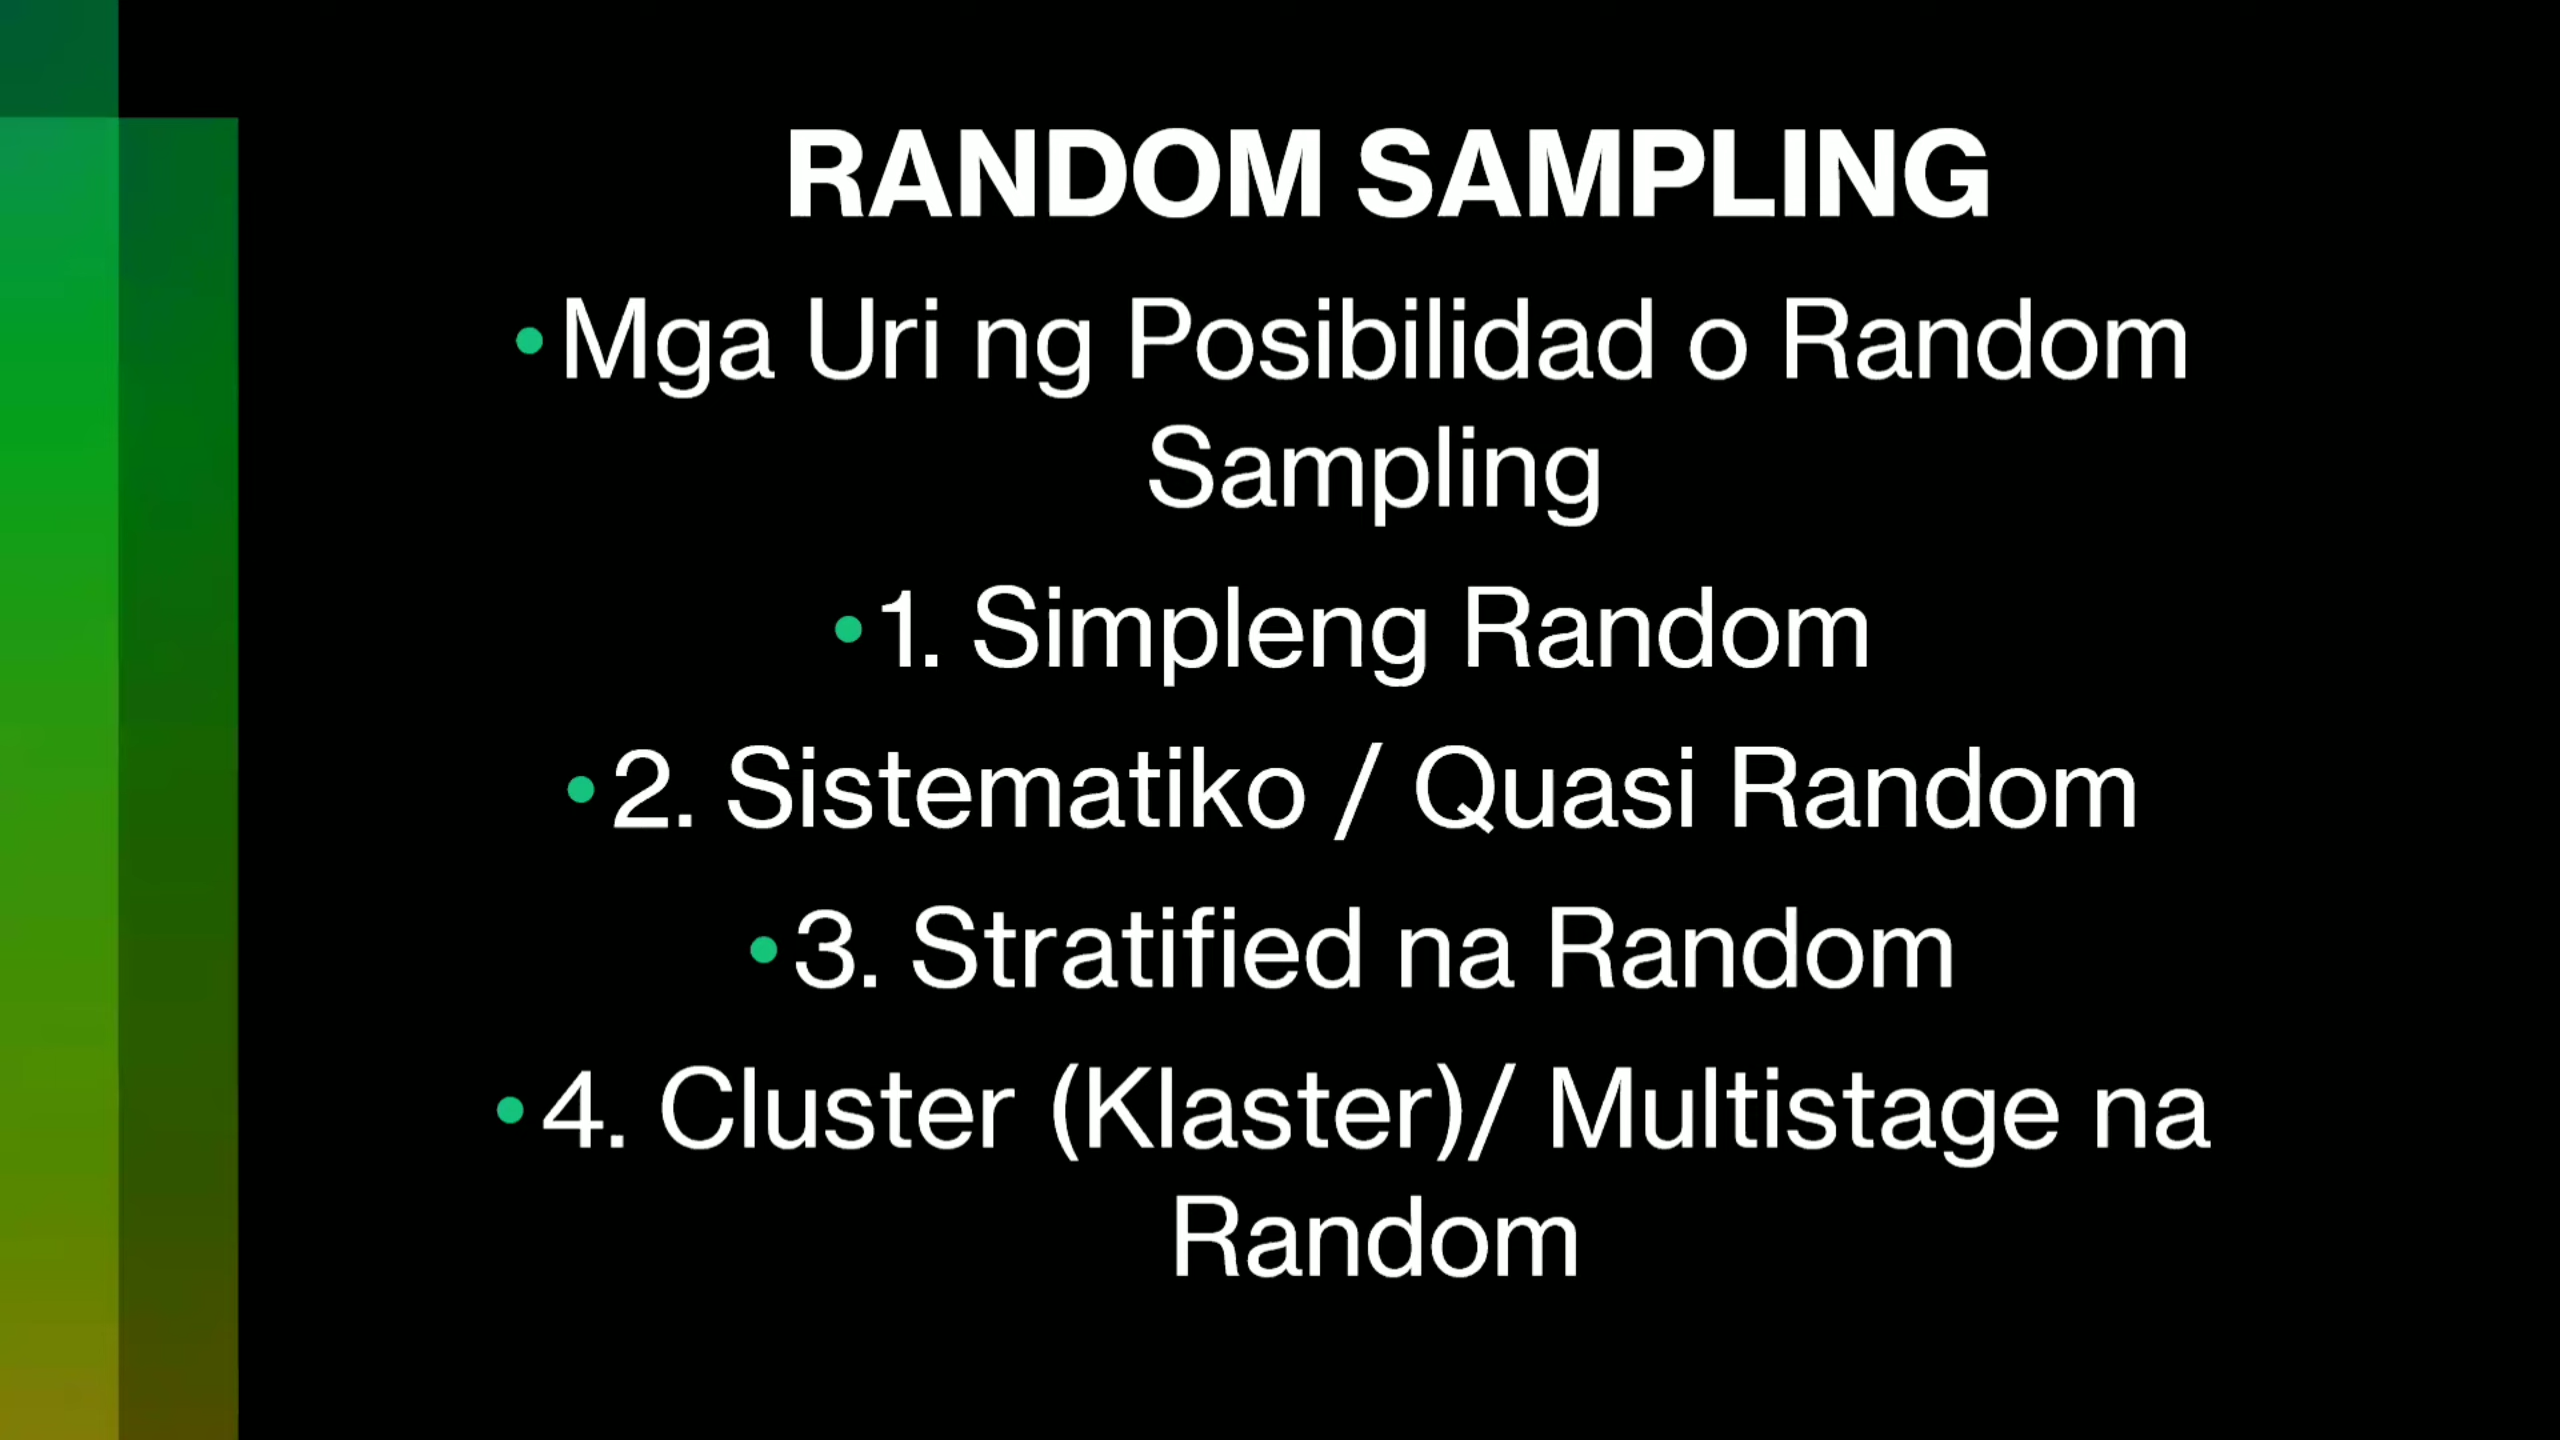 RANDOM SAMPLING
•Mga Uri ng Posibilidad o Random
Sampling
•1. Simpleng Random
•2. Sistematiko / Quasi Random
•3. Stratified na Random
•4. Cluster (Klaster)/ Multistage na
Random